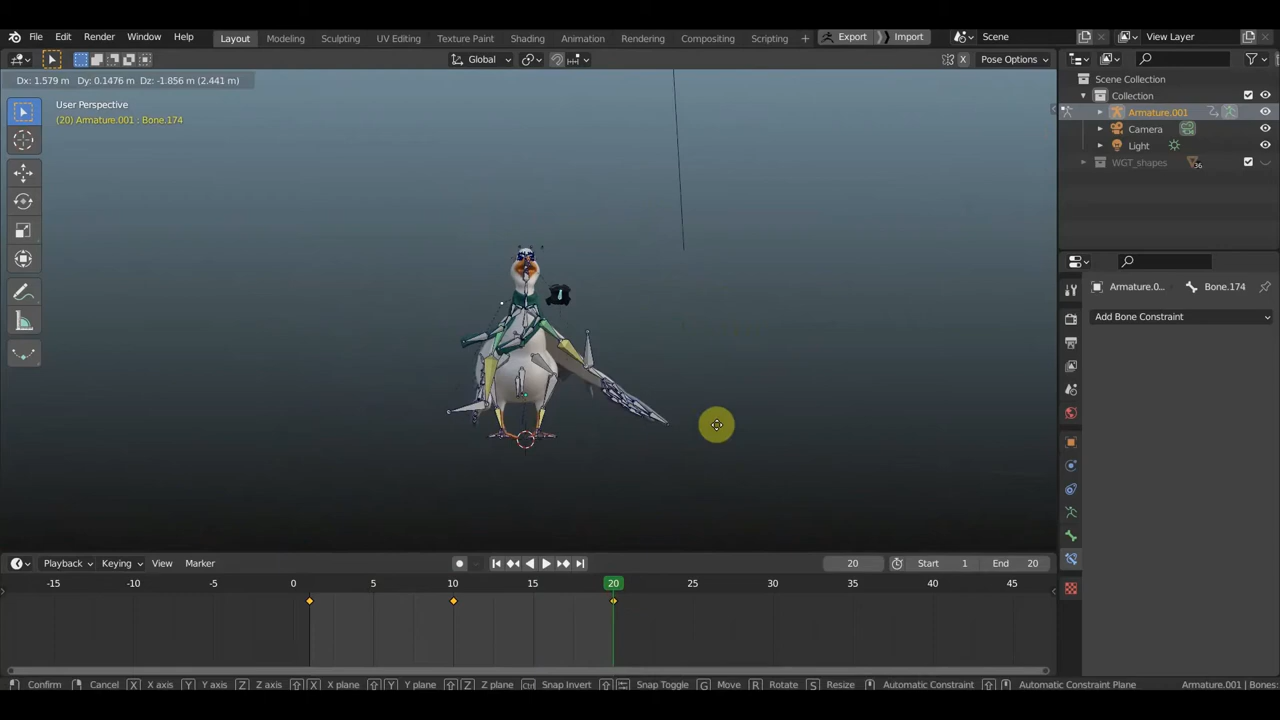 File Edit Render Window Help Layout Modeling Sculpting UV Editing Texture Paint Shading Animation Rendering Compositing Scripting + Export Import Scene View Layer
Global X Pose Options
Dx: 1.579 m Dy: 0.1476 m Dz: -1.856 m (2.441 m)
User Perspective
(20) Armature.001 : Bone.174
Scene Collection
Collection
Armature.001
Camera
Light
WGT_shapes 36
Armature.0... Bone.174
Add Bone Constraint
Playback Keying View Marker 20 Start 1 End 20
-15 -10 -5 0 5 10 15 20 25 30 35 40 45
Confirm Cancel X X axis Y Y axis Z Z axis X X plane Y Y plane Z Z plane Ctrl Snap Invert Snap Toggle G Move R Rotate S Resize Automatic Constraint Automatic Constraint Plane Armature.001 | Bones: